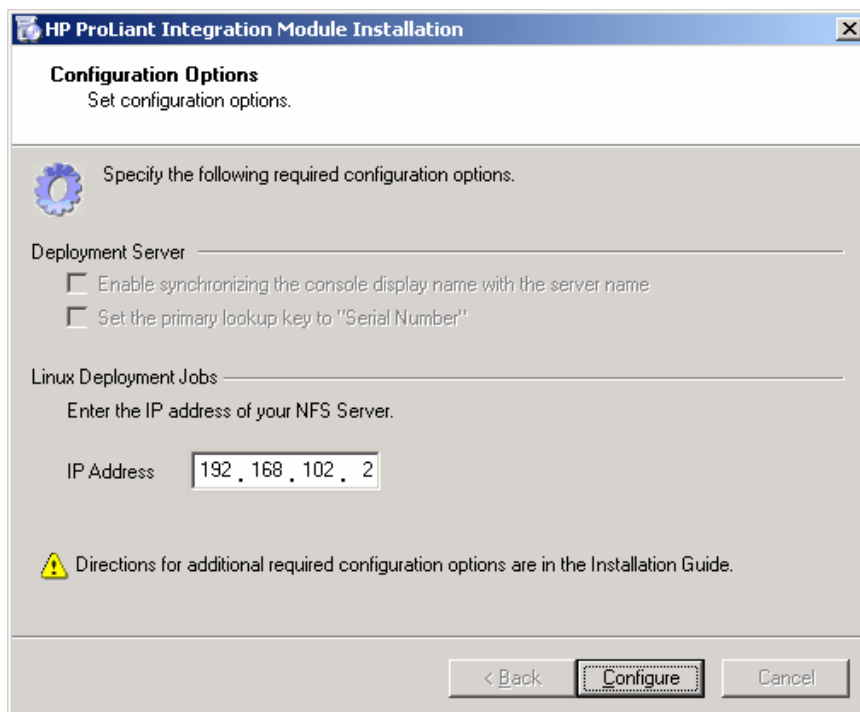 HP ProLiant Integration Module Installation
Configuration Options
Set configuration options.
Specify the following required configuration options.
Deployment Server
Enable synchronizing the console display name with the server name
Set the primary lookup key to "Serial Number"
Linux Deployment Jobs
Enter the IP address of your NFS Server.
IP Address 192 . 168 . 102 . 2
Directions for additional required configuration options are in the Installation Guide.
< Back Configure Cancel